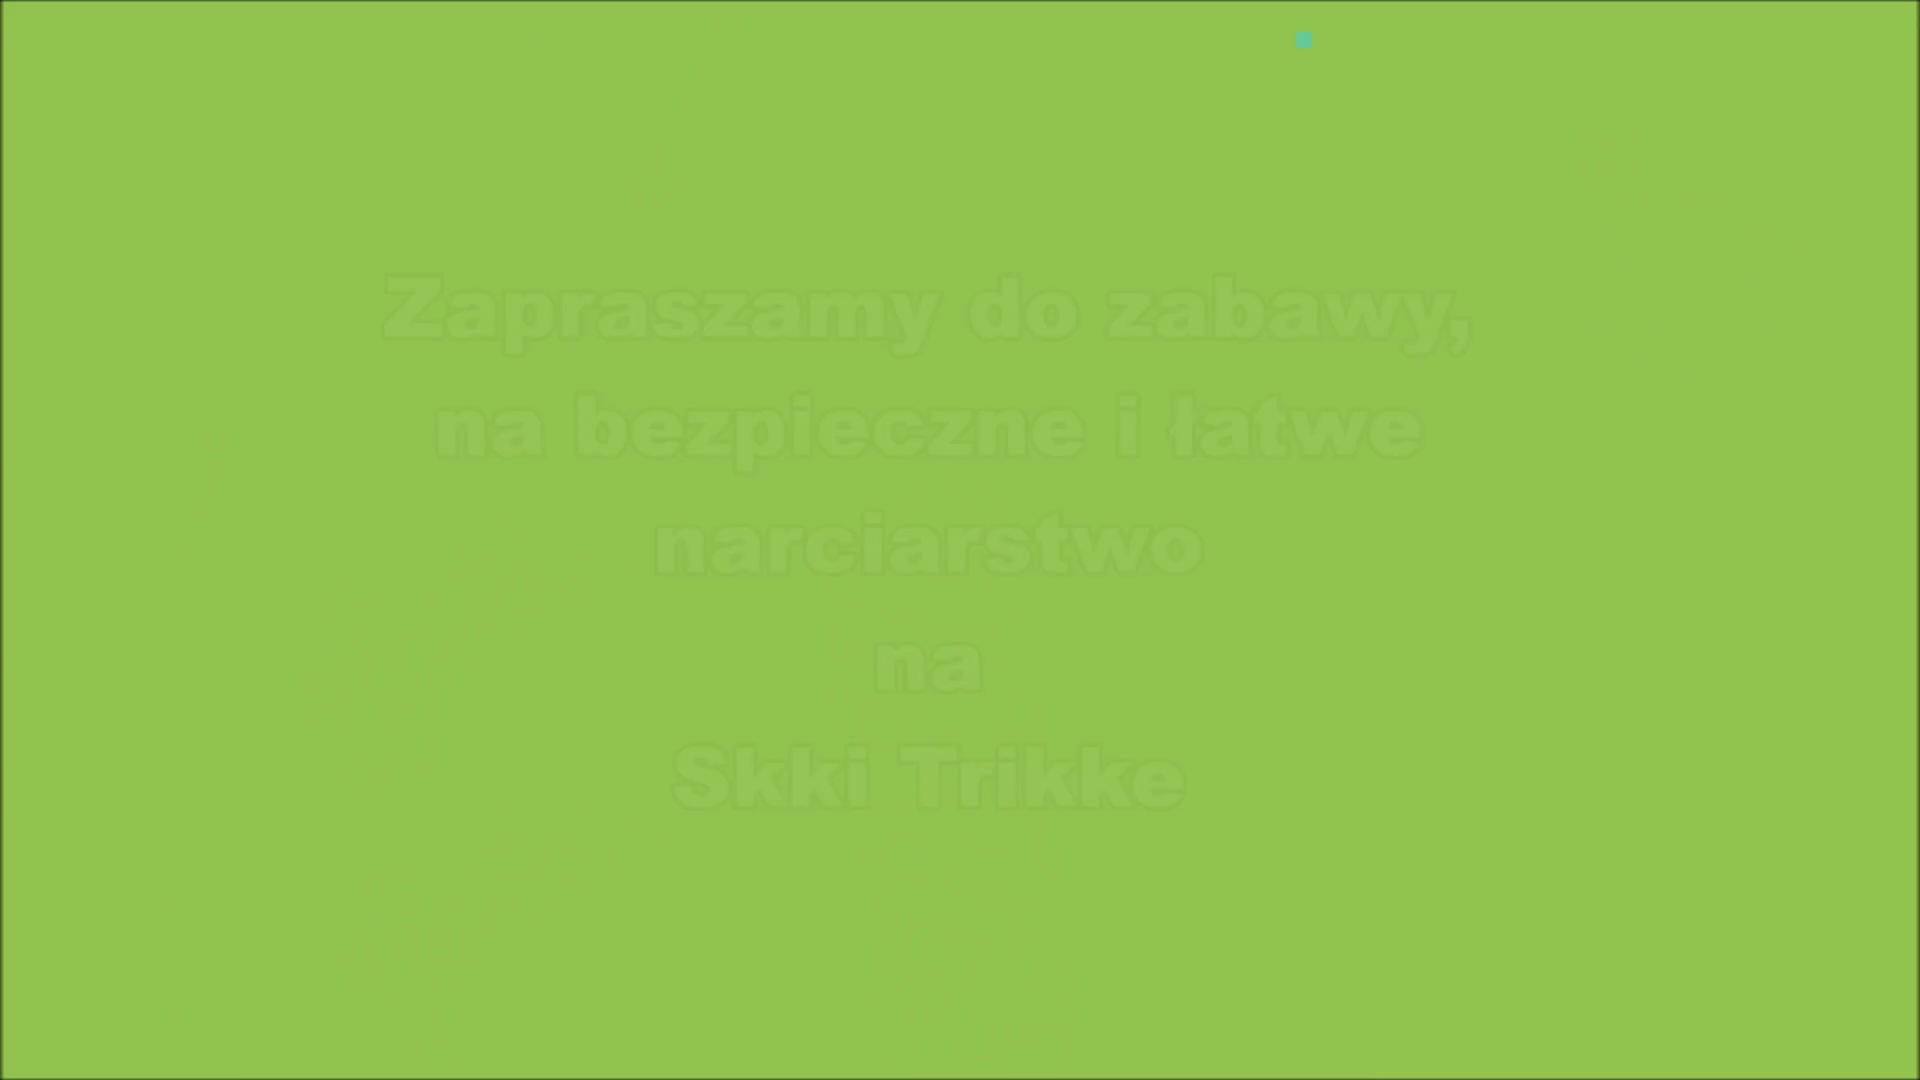 Zapraszamy do zabawy,
na bezpieczne i łatwe
narciarstwo
na
Skki Trikke